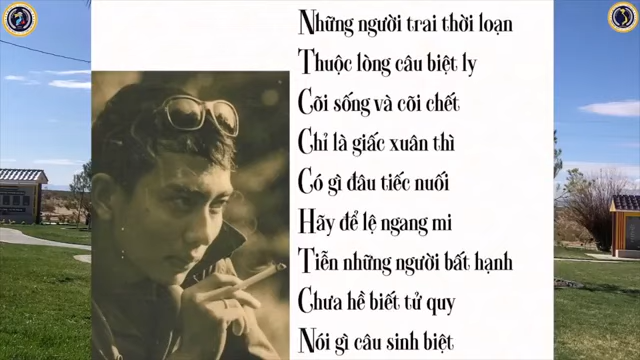 Những người trai thời loạn
Thuộc lòng câu biệt ly
Cõi sống và cõi chết
Chỉ là giấc xuân thì
Có gì đâu tiếc nuối
Hãy để lệ ngang mi
Tiễn những người bất hạnh
Chưa hề biết tử quy
Nói gì câu sinh biệt